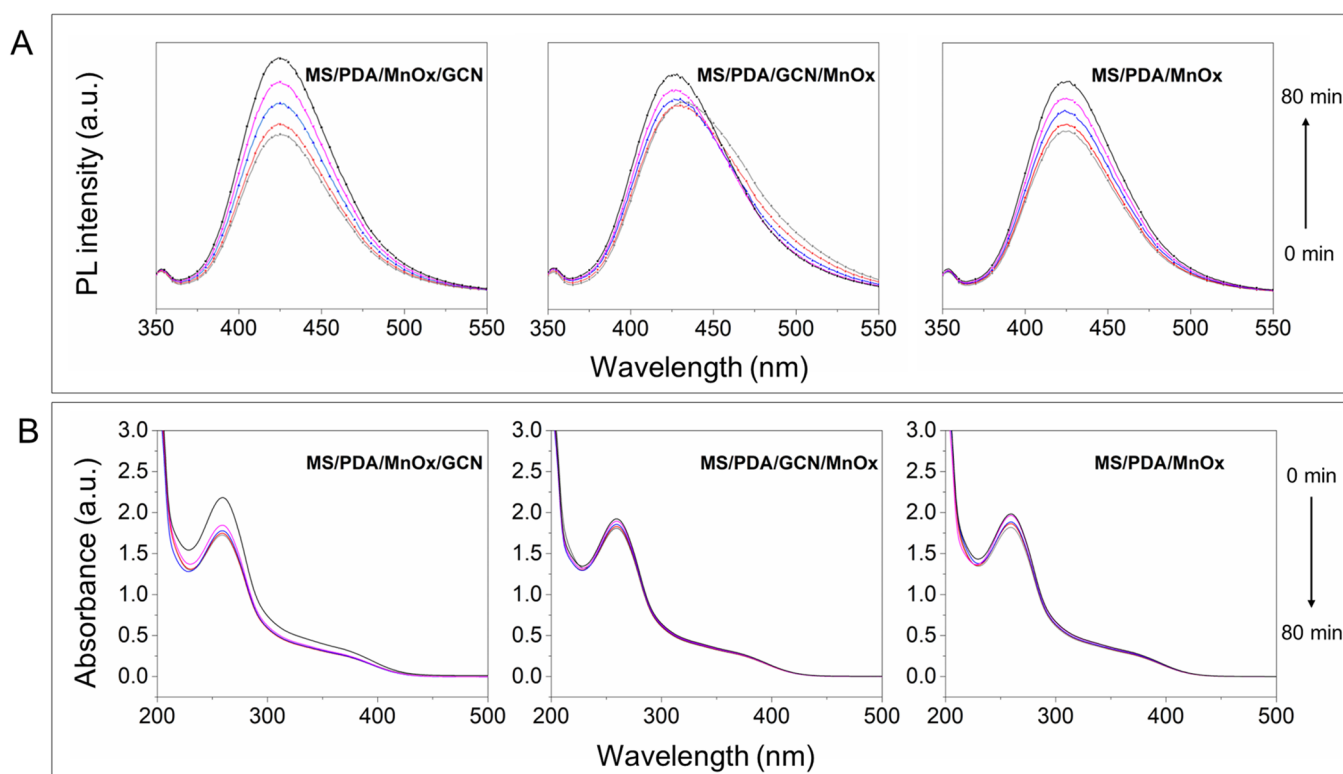 A
PL intensity (a.u.)
MS/PDA/MnOx/GCN
MS/PDA/GCN/MnOx
MS/PDA/MnOx
80 min
0 min
350 400 450 500 550
350 400 450 500 550
350 400 450 500 550
Wavelength (nm)
B
Absorbance (a.u.)
3.0
2.5
2.0
1.5
1.0
0.5
0.0
MS/PDA/MnOx/GCN
200 300 400 500
3.0
2.5
2.0
1.5
1.0
0.5
0.0
MS/PDA/GCN/MnOx
200 300 400 500
3.0
2.5
2.0
1.5
1.0
0.5
0.0
MS/PDA/MnOx
200 300 400 500
0 min
80 min
Wavelength (nm)